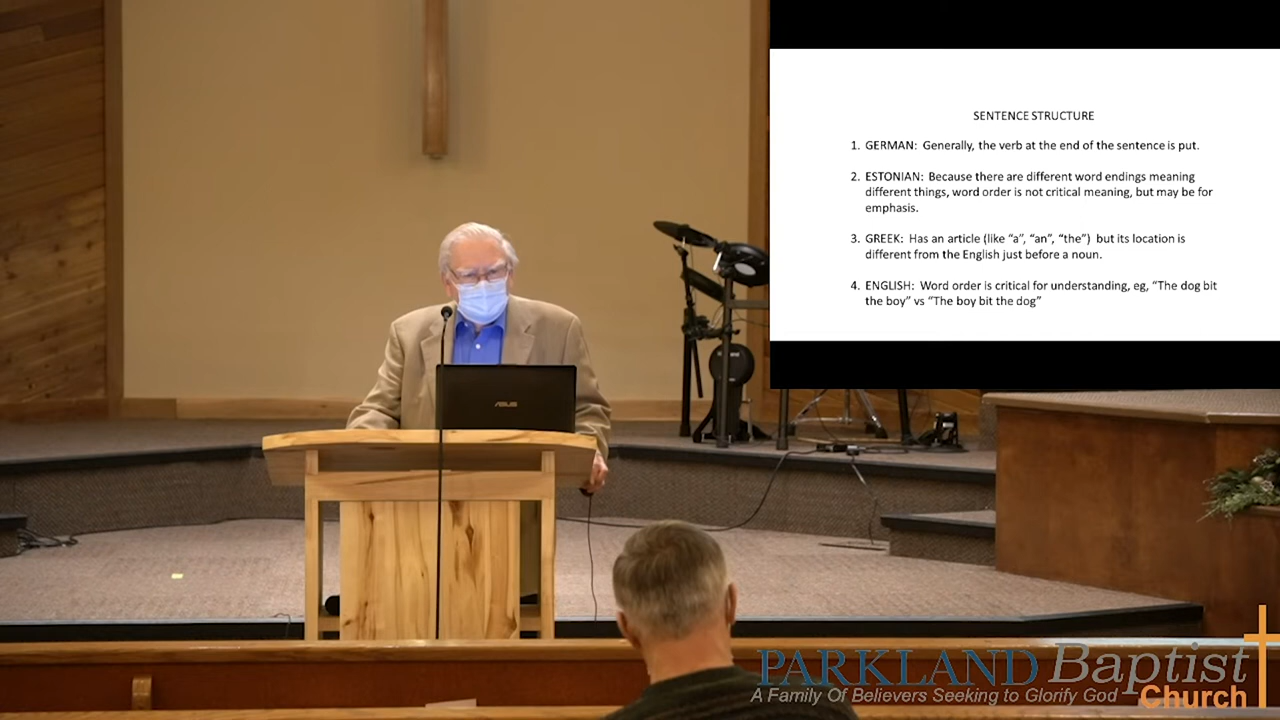 SENTENCE STRUCTURE
1. GERMAN: Generally, the verb at the end of the sentence is put.
2. ESTONIAN: Because there are different word endings meaning
different things, word order is not critical meaning, but may be for
emphasis.
3. GREEK: Has an article (like “a”, “an”, “the”) but its location is
different from the English just before a noun.
4. ENGLISH: Word order is critical for understanding, eg, “The dog bit
the boy” vs “The boy bit the dog”
ASUS
PARKLAND Baptist
A Family Of Believers Seeking to Glorify God
Church